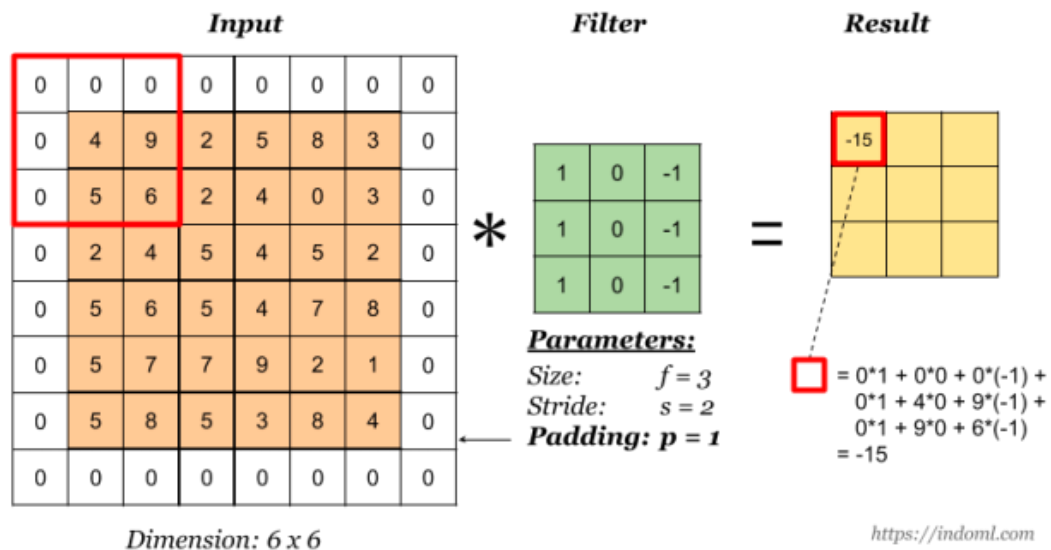 Input Filter Result
0 0 0 0 0 0 0 0
0 4 9 2 5 8 3 0
0 5 6 2 4 0 3 0
0 2 4 5 4 5 2 0
0 5 6 5 4 7 8 0
0 5 7 7 9 2 1 0
0 5 8 5 3 8 4 0
0 0 0 0 0 0 0 0
Dimension: 6 x 6
*
1 0 -1
1 0 -1
1 0 -1
Parameters:
Size: f = 3
Stride: s = 2
Padding: p = 1
=
-15
= 0*1 + 0*0 + 0*(-1) +
0*1 + 4*0 + 9*(-1) +
0*1 + 9*0 + 6*(-1)
= -15
https://indoml.com